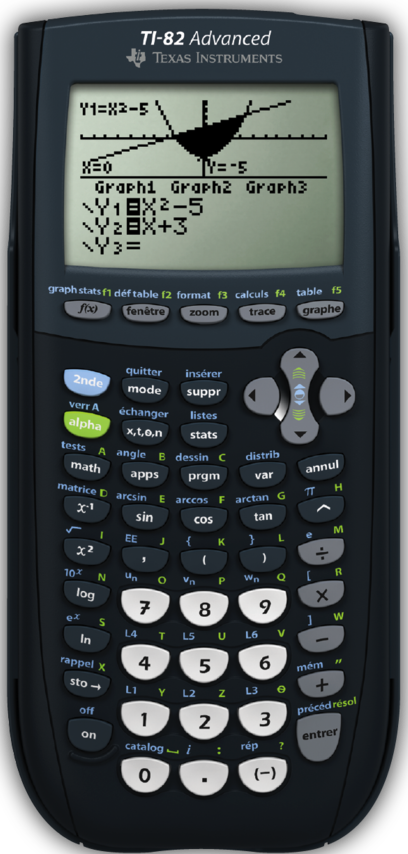 TI-82 Advanced
TEXAS INSTRUMENTS
Y1=X2-5
X=0 Y=-5
Graph1 Graph2 Graph3
\Y1=X²-5
\Y2=X+3
\Y3=
graph stats f1 déf table f2 format f3 calculs f4 table f5
f(x) fenêtre zoom trace graphe
quitter insérer
2nde mode suppr
verr A échanger listes
alpha x,t,θ,n stats
tests A angle B dessin C distrib
math apps prgm var annul
matrice D arcsin E arccos F arctan G π H
x⁻¹ sin cos tan ^
√ I EE J { K } L e M
x² , ( ) ÷
10ˣ N uₙ O vₙ P wₙ Q [ R
log 7 8 9 ×
eˣ S L4 T L5 U L6 V ] W
ln 4 5 6 −
rappel X L1 Y L2 Z L3 θ mém "
sto→ 1 2 3 +
off catalog ⎵ i : rép ? précéd résol
on 0 . (−) entrer